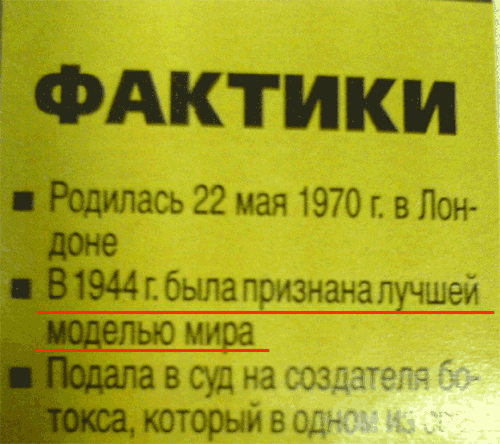 ФАКТИКИ
■ Родилась 22 мая 1970 г. в Лон-
доне
■ В 1944 г. была признана лучшей
моделью мира
■ Подала в суд на создателя бо-
токса, который в одном из